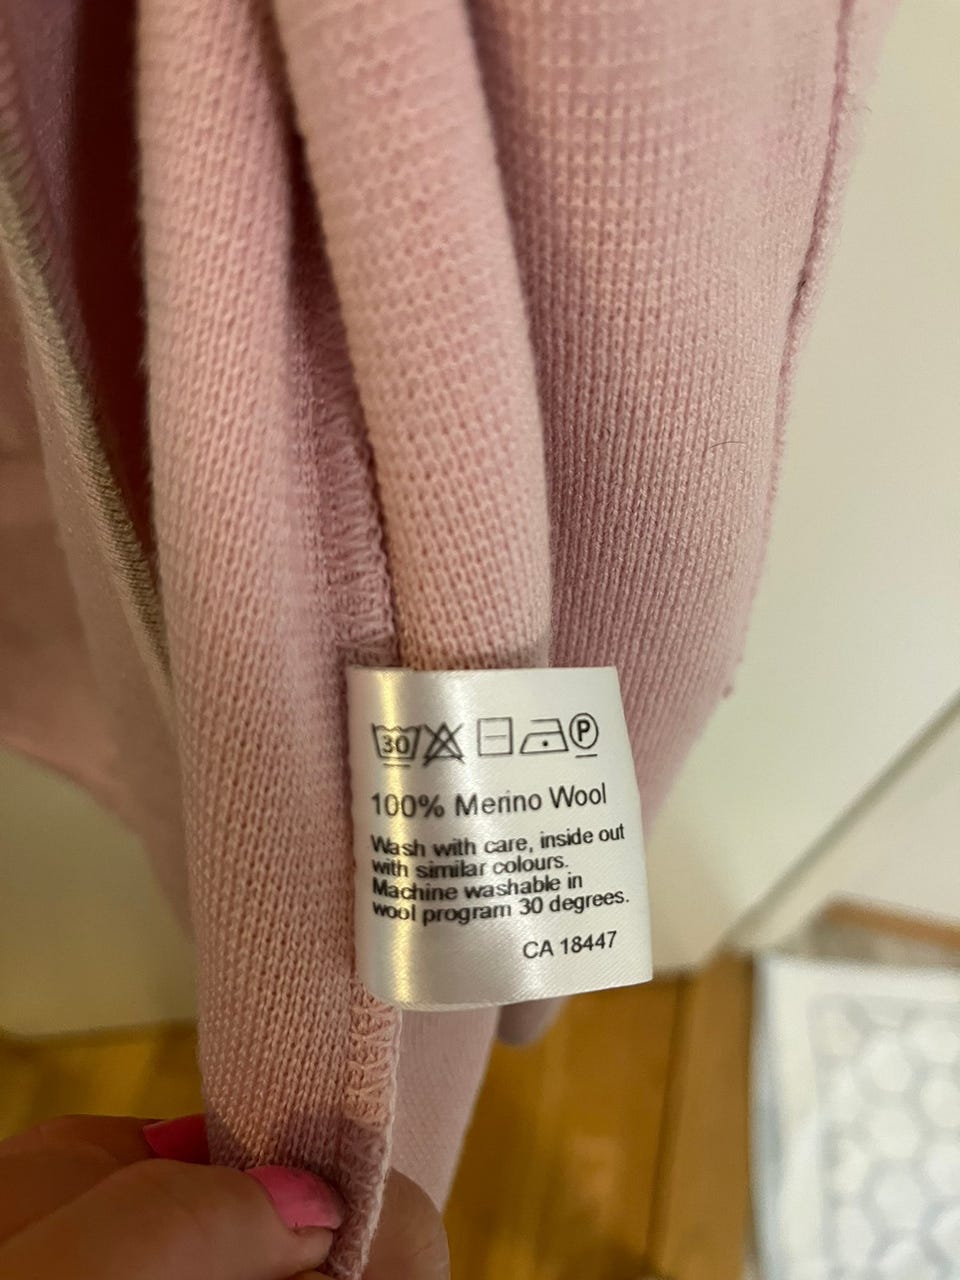 30 P
100% Merino Wool
Wash with care, inside out
with similar colours.
Machine washable in
wool program 30 degrees.
CA 18447